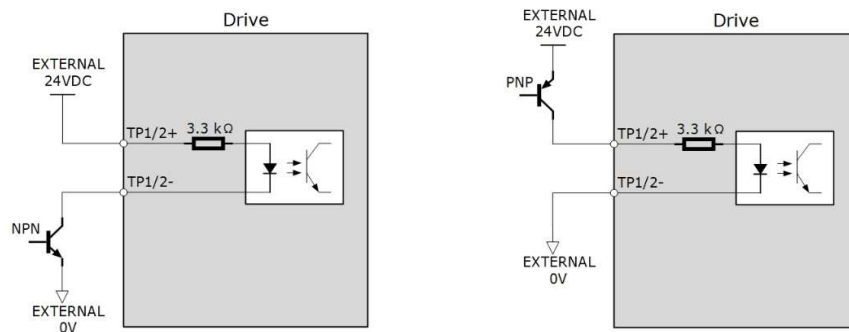 Drive
EXTERNAL
24VDC
TP1/2+
3.3 kΩ
TP1/2-
NPN
EXTERNAL
0V
Drive
EXTERNAL
24VDC
PNP
TP1/2+
3.3 kΩ
TP1/2-
EXTERNAL
0V